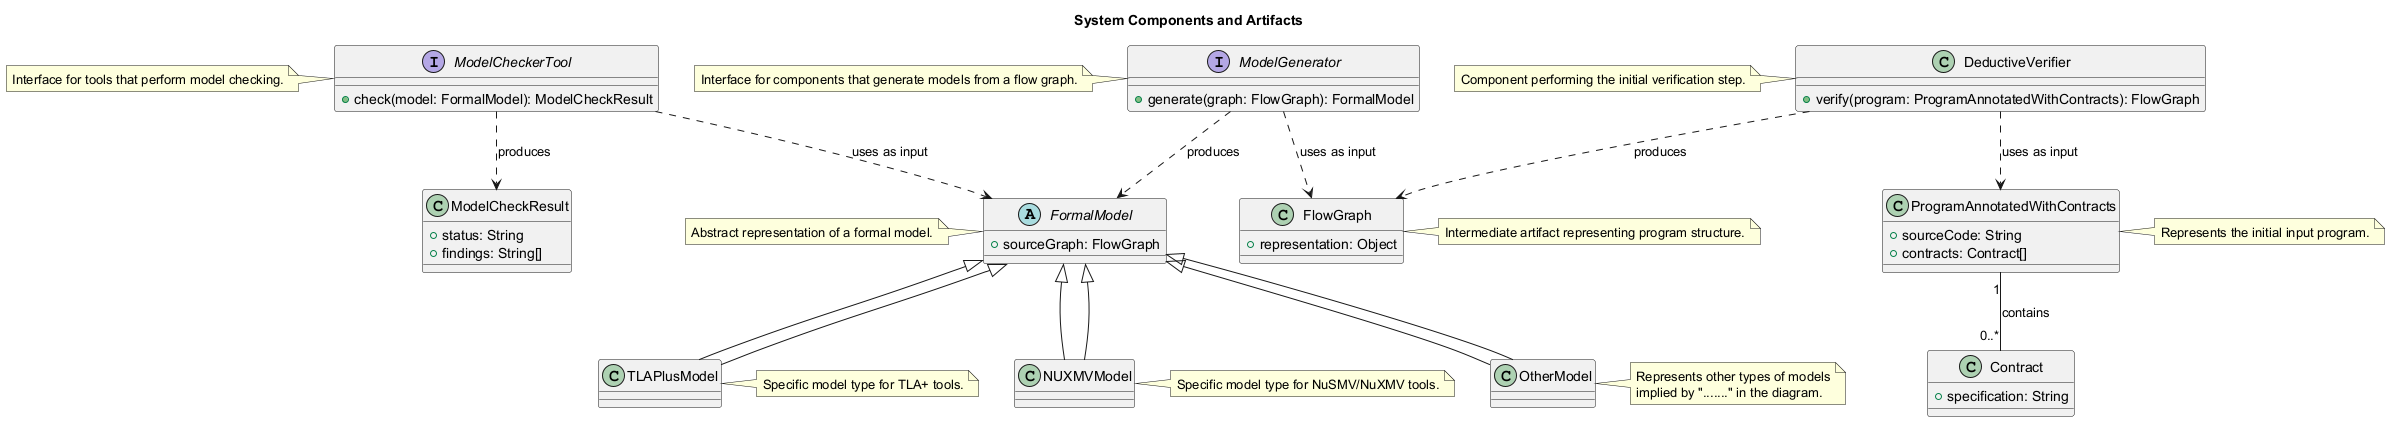 System Components and Artifacts
Interface for tools that perform model checking.
I ModelCheckerTool
check(model: FormalModel): ModelCheckResult
Interface for components that generate models from a flow graph.
I ModelGenerator
generate(graph: FlowGraph): FormalModel
Component performing the initial verification step.
C DeductiveVerifier
verify(program: ProgramAnnotatedWithContracts): FlowGraph
produces
uses as input
produces
uses as input
produces
uses as input
C ModelCheckResult
status: String
findings: String[]
Abstract representation of a formal model.
A FormalModel
sourceGraph: FlowGraph
C FlowGraph
representation: Object
Intermediate artifact representing program structure.
C ProgramAnnotatedWithContracts
sourceCode: String
contracts: Contract[]
Represents the initial input program.
1
contains
0..*
C TLAPlusModel
Specific model type for TLA+ tools.
C NUXMVModel
Specific model type for NuSMV/NuXMV tools.
C OtherModel
Represents other types of models
implied by "......." in the diagram.
C Contract
specification: String